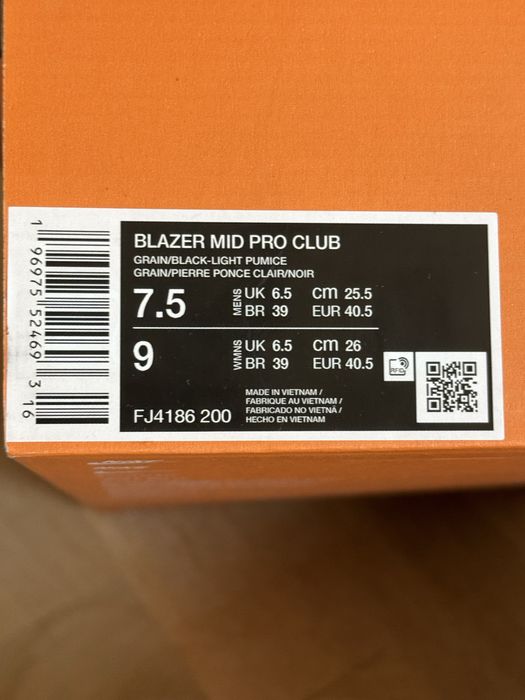 1 96975 52469 3 16
BLAZER MID PRO CLUB
GRAIN/BLACK-LIGHT PUMICE
GRAIN/PIERRE PONCE CLAIR/NOIR
7.5 MENS UK 6.5 cm 25.5
BR 39 EUR 40.5
9 WMNS UK 6.5 cm 26
BR 39 EUR 40.5
RFID
FJ4186 200
MADE IN VIETNAM /
FABRIQUE AU VIETNAM /
FABRICADO NO VIETNÃ /
HECHO EN VIETNAM